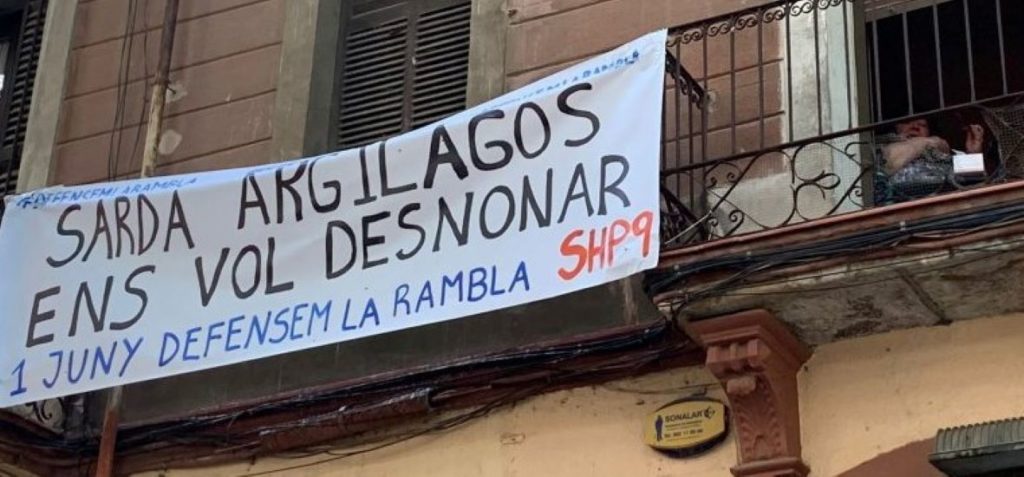 #DEFENSEMLARAMBLA
SARDA ARGILAGOS
ENS VOL DESNONAR
1 JUNY DEFENSEM LA RAMBLA SHP9
SONALAR